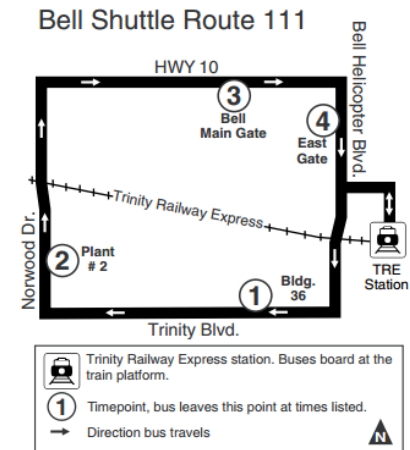 Bell Shuttle Route 111
HWY 10
Bell Helicopter Blvd.
3
Bell
Main Gate
4
East
Gate
Trinity Railway Express
Norwood Dr.
2
Plant
# 2
TRE
Station
1
Bldg.
36
Trinity Blvd.
Trinity Railway Express station. Buses board at the
train platform.
1
Timepoint, bus leaves this point at times listed.
Direction bus travels
N